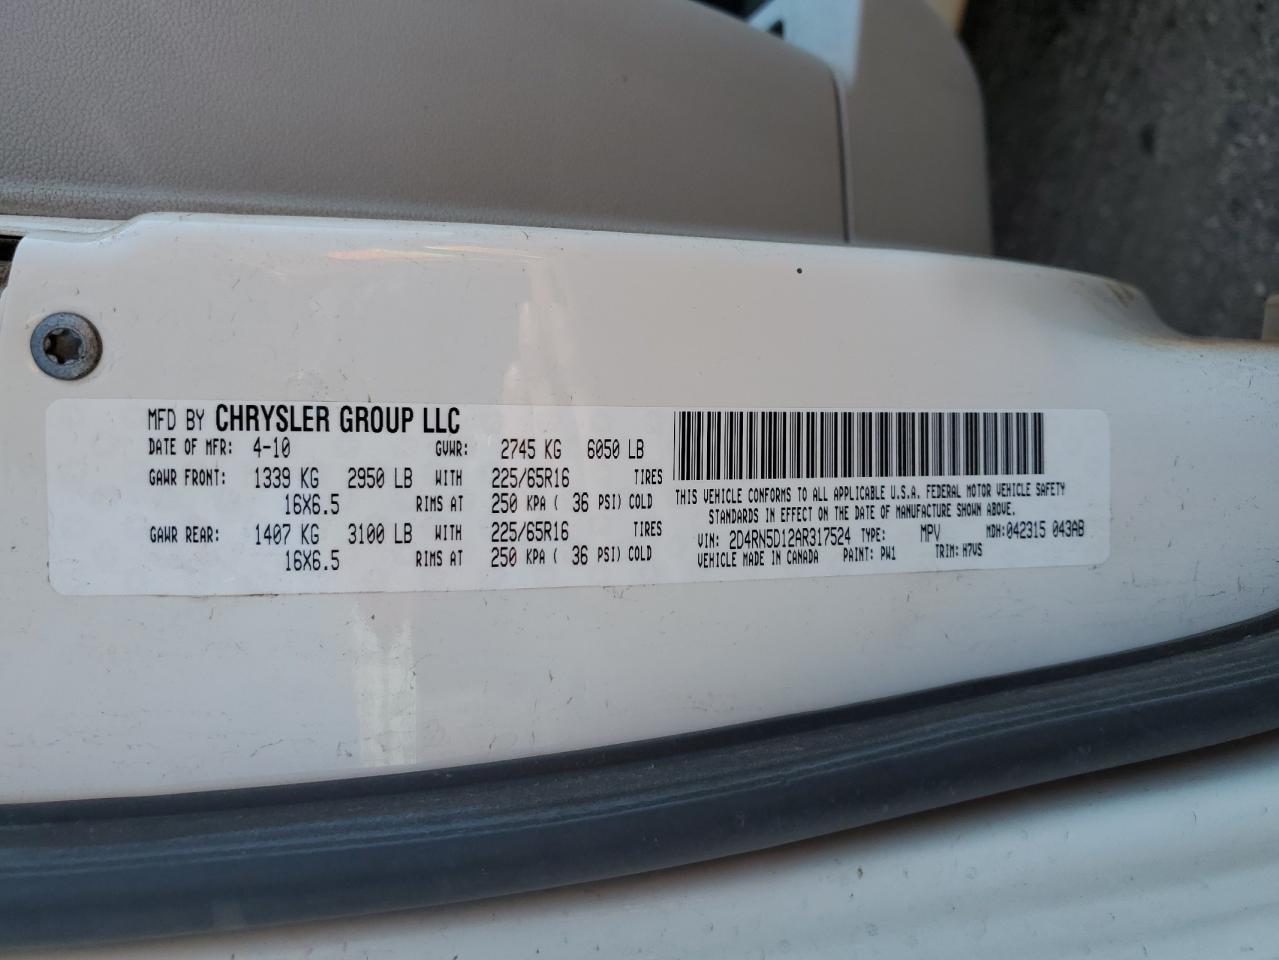 MFD BY CHRYSLER GROUP LLC
DATE OF MFR: 4-10 GVWR: 2745 KG 6050 LB
GAWR FRONT: 1339 KG 2950 LB WITH 225/65R16 TIRES
16X6.5 RIMS AT 250 KPA ( 36 PSI) COLD
GAWR REAR: 1407 KG 3100 LB WITH 225/65R16 TIRES
16X6.5 RIMS AT 250 KPA ( 36 PSI) COLD
THIS VEHICLE CONFORMS TO ALL APPLICABLE U.S.A. FEDERAL MOTOR VEHICLE SAFETY
STANDARDS IN EFFECT ON THE DATE OF MANUFACTURE SHOWN ABOVE.
VIN: 2D4RN5D12AR317524 TYPE: MPV MDH:042315 043AB
VEHICLE MADE IN CANADA PAINT: PW1 TRIM: H7VS